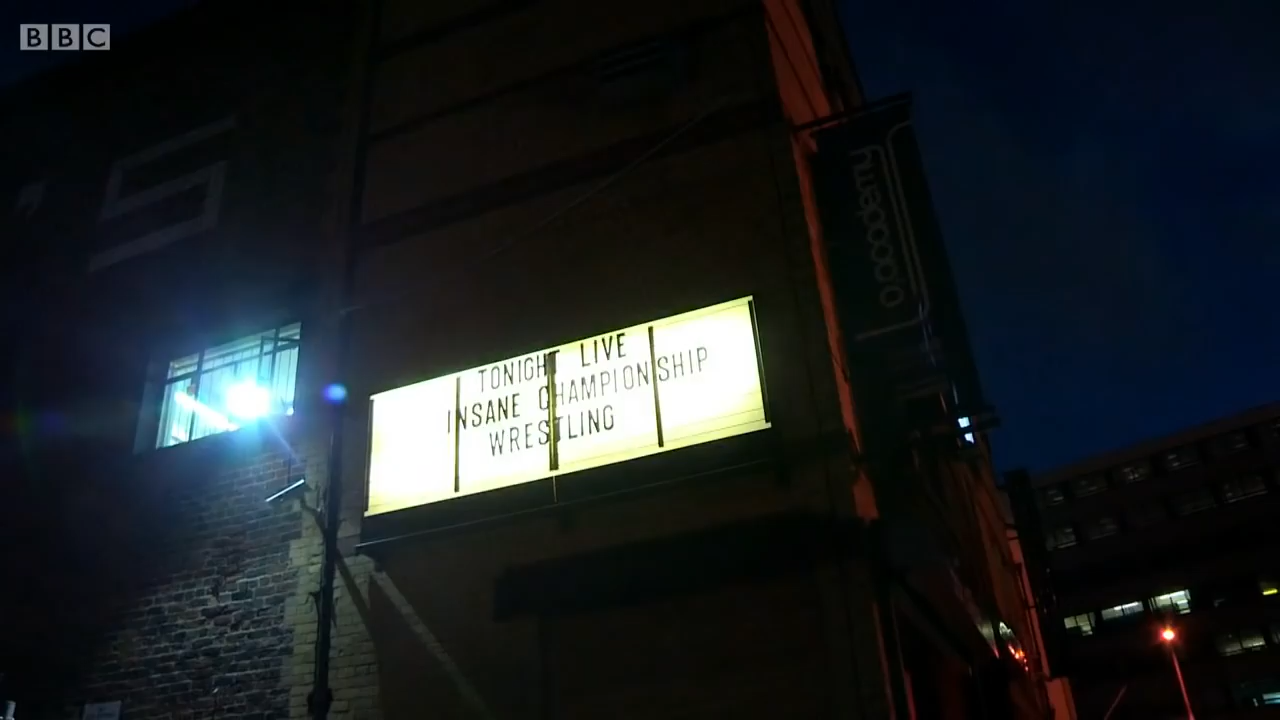 BBC
TONIGHT LIVE
INSANE CHAMPIONSHIP
WRESTLING
academy